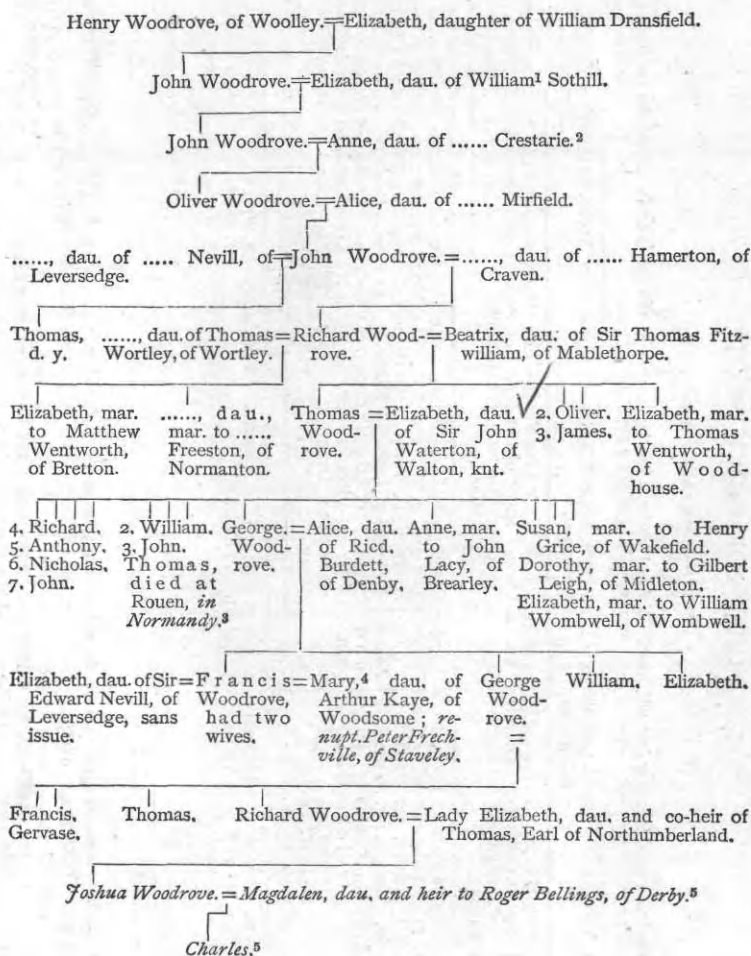 Henry Woodrove, of Woolley.=Elizabeth, daughter of William Dransfield.
John Woodrove.=Elizabeth, dau. of William¹ Sothill.
John Woodrove.=Anne, dau. of ...... Crestarie.²
Oliver Woodrove.=Alice, dau. of ...... Mirfield.
......, dau. of ..... Nevill, of=John Woodrove.=......, dau. of ...... Hamerton, of
Leversedge. Craven.
Thomas, ......, dau. of Thomas=Richard Wood-=Beatrix, dau. of Sir Thomas Fitz-
d. y. Wortley, of Wortley. rove. william, of Mablethorpe.
Elizabeth, mar. ......, dau., Thomas =Elizabeth, dau. 2. Oliver. Elizabeth, mar.
to Matthew mar. to ...... Wood- of Sir John 3. James. to Thomas
Wentworth, Freeston, of rove. Waterton, of Wentworth,
of Bretton. Normanton. Walton, knt. of Wood-
house.
4. Richard. 2. William. George.=Alice, dau. Anne, mar. Susan, mar. to Henry
5. Anthony. 3. John. Wood- of Ricd. to John Grice, of Wakefield.
6. Nicholas. Thomas, rove. Burdett, Lacy, of Dorothy, mar. to Gilbert
7. John. died at of Denby. Brearley. Leigh, of Midleton.
Rouen, in Elizabeth, mar. to William
Normandy.³ Wombwell, of Wombwell.
Elizabeth, dau. of Sir=Francis=Mary,⁴ dau. of George William. Elizabeth.
Edward Nevill, of Woodrove, Arthur Kaye, of Wood-
Leversedge, sans had two Woodsome; re- rove.
issue. wives. nupt. Peter Frech- =
ville, of Staveley.
Francis. Thomas. Richard Woodrove.=Lady Elizabeth, dau. and co-heir of
Gervase. Thomas, Earl of Northumberland.
Joshua Woodrove.=Magdalen, dau. and heir to Roger Bellings, of Derby.⁵
Charles.⁵